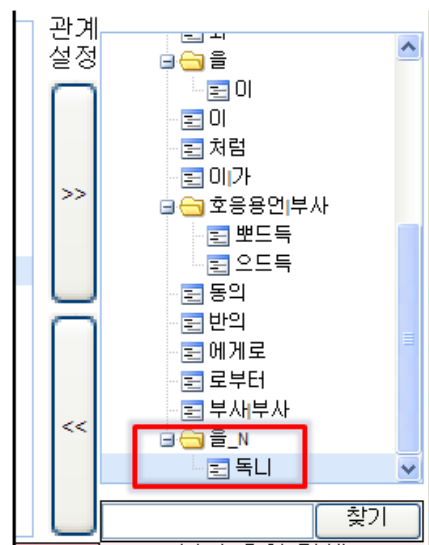 관계
설정
을
이
이
처럼
이|가
>>
호응용언|부사
뽀드득
으드득
동의
반의
에게로
로부터
부사|부사
<<
을_N
독니
찾기